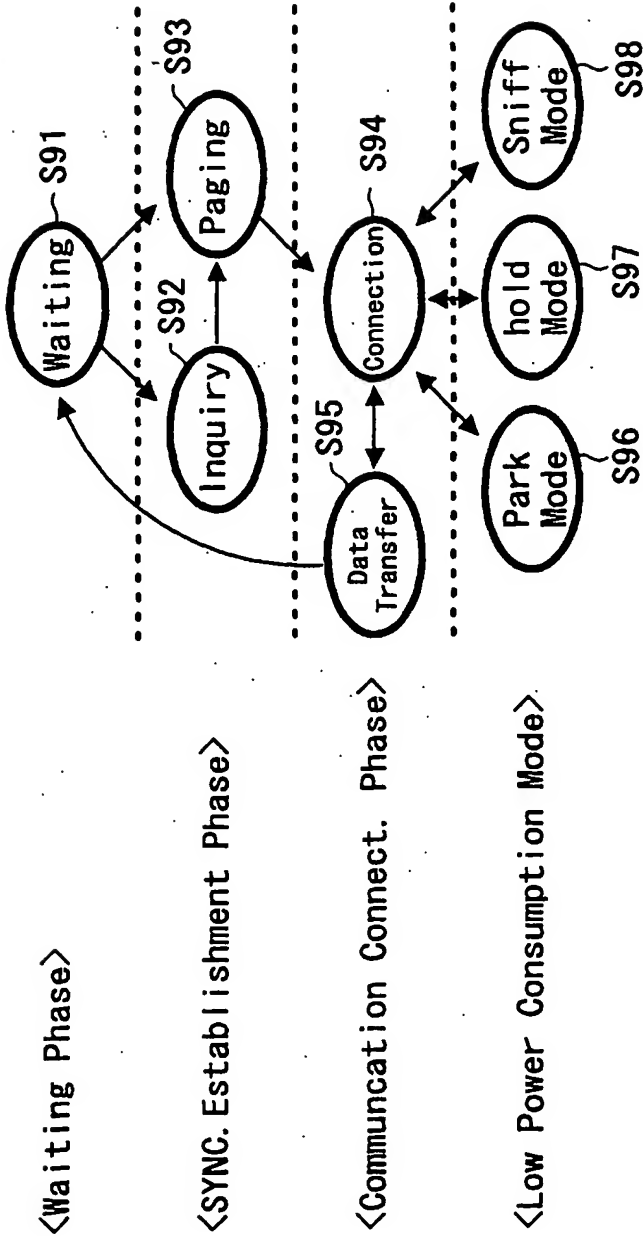 <Waiting Phase>
Waiting
S91
<SYNC. Establishment Phase>
Inquiry
S92
Paging
S93
<Communcation Connect. Phase>
Data
Transfer
S95
Connection
S94
<Low Power Consumption Mode>
Park
Mode
S96
hold
Mode
S97
Sniff
Mode
S98